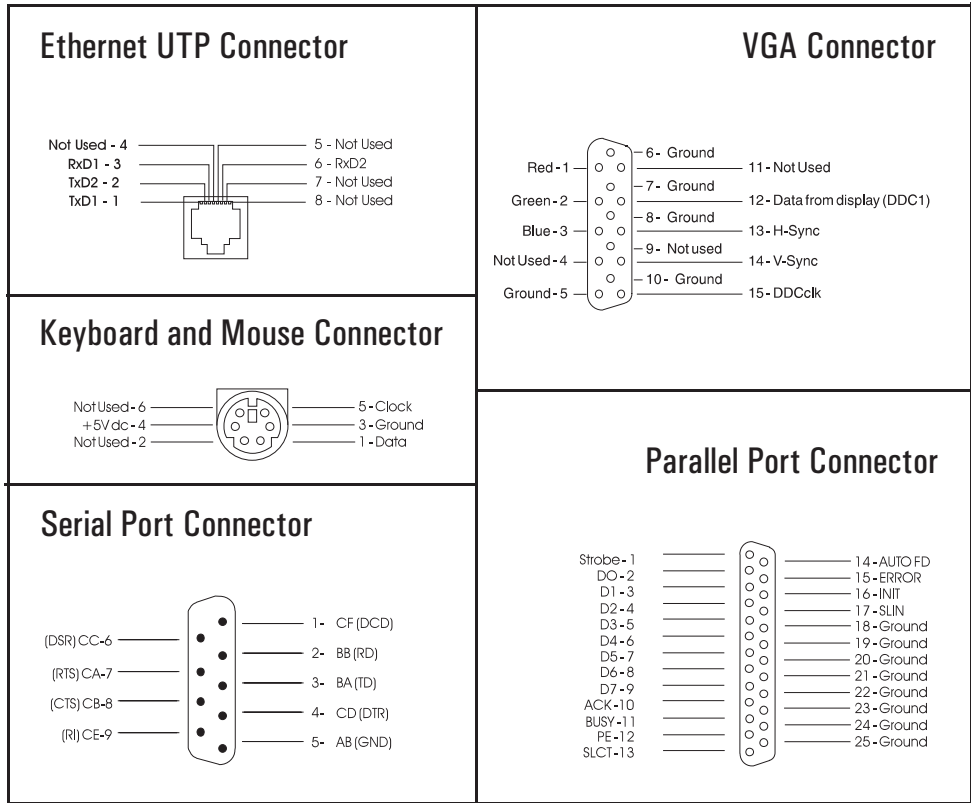 Ethernet UTP Connector
Not Used - 4
RxD1 - 3
TxD2 - 2
TxD1 - 1
5 - Not Used
6 - RxD2
7 - Not Used
8 - Not Used
Keyboard and Mouse Connector
Not Used - 6
+5V dc - 4
Not Used - 2
5 - Clock
3 - Ground
1 - Data
Serial Port Connector
(DSR) CC-6
(RTS) CA-7
(CTS) CB-8
(RI) CE-9
1- CF (DCD)
2- BB (RD)
3- BA (TD)
4- CD (DTR)
5- AB (GND)
VGA Connector
Red - 1
Green - 2
Blue - 3
Not Used - 4
Ground - 5
6 - Ground
7 - Ground
8 - Ground
9 - Not used
10 - Ground
11 - Not Used
12 - Data from display (DDC1)
13 - H-Sync
14 - V-Sync
15 - DDCclk
Parallel Port Connector
Strobe - 1
DO - 2
D1 - 3
D2 - 4
D3 - 5
D4 - 6
D5 - 7
D6 - 8
D7 - 9
ACK - 10
BUSY - 11
PE - 12
SLCT - 13
14 - AUTO FD
15 - ERROR
16 - INIT
17 - SLIN
18 - Ground
19 - Ground
20 - Ground
21 - Ground
22 - Ground
23 - Ground
24 - Ground
25 - Ground